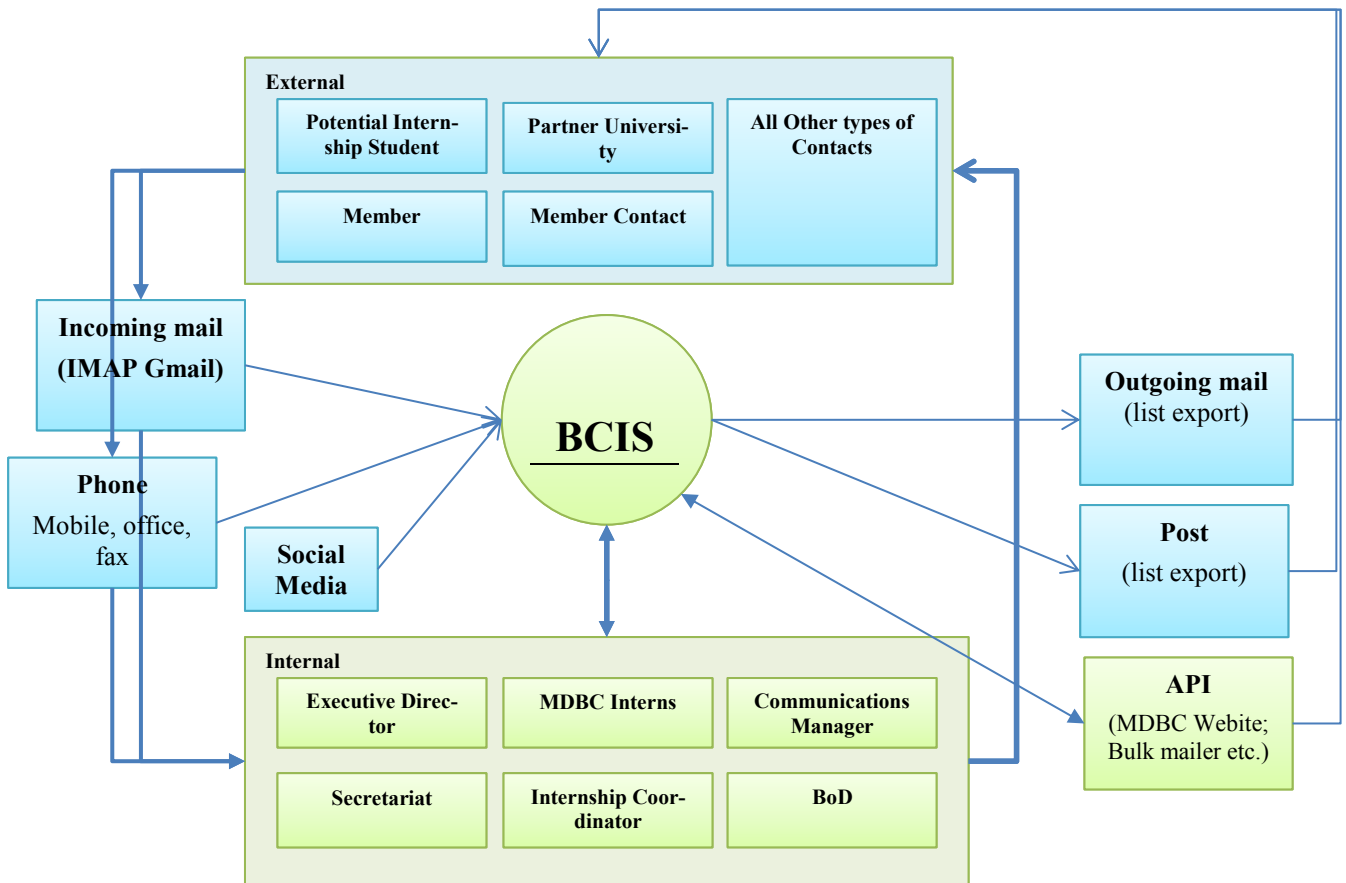 External
Potential Intern-
ship Student
Partner Universi-
ty
All Other types of
Contacts
Member
Member Contact
Incoming mail
(IMAP Gmail)
Phone
Mobile, office,
fax
Social
Media
BCIS
Outgoing mail
(list export)
Post
(list export)
API
(MDBC Webite;
Bulk mailer etc.)
Internal
Executive Direc-
tor
MDBC Interns
Communications
Manager
Secretariat
Internship Coor-
dinator
BoD